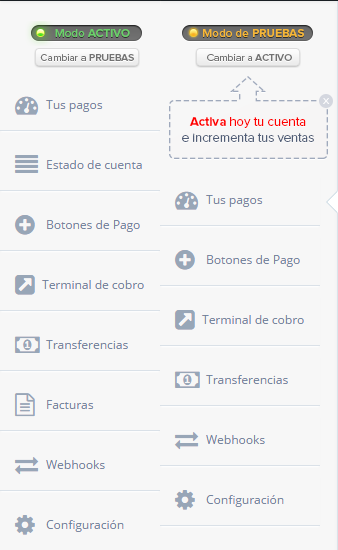 Modo ACTIVO
Cambiar a PRUEBAS
Tus pagos
Estado de cuenta
Botones de Pago
Terminal de cobro
Transferencias
Facturas
Webhooks
Configuración
Modo de PRUEBAS
Cambiar a ACTIVO
Activa hoy tu cuenta
e incrementa tus ventas
Tus pagos
Botones de Pago
Terminal de cobro
Transferencias
Webhooks
Configuración